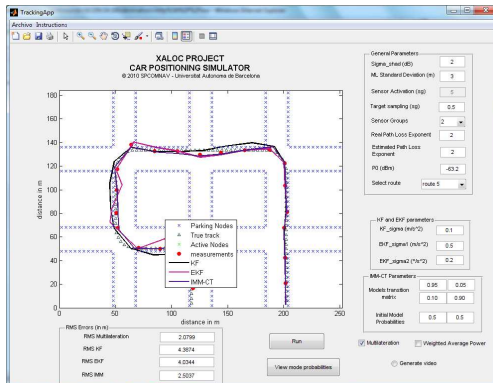 TrackingApp
Archivo Instructions
XALOC PROJECT
CAR POSITIONING SIMULATOR
© 2010 SPCOMNAV - Universitat Autonoma de Barcelona
180
160
140
120
100
80
60
40
20
0
distance in m
0 50 100 150 200 250
distance in m
Parking Nodes
True track
Active Nodes
measurements
KF
EKF
IMM-CT
General Parameters
Sigma_shad (dB) 2
ML Standard Deviation (m) 3
Sensor Activation (sg) 5
Target sampling (sg) 0.5
Sensor Groups 2
Real Path Loss Exponent 2
Estimated Path Loss
Exponent 2
P0 (dBm) -63.2
Select route route 5
KF and EKF parameters
KF_sigma (m/s^2) 0.1
EKF_sigma1 (m/s^2) 0.5
EKF_sigma2 (º/s^2) 0.2
IMM-CT Parameters
Models transition
matrix
0.95 0.05
0.10 0.90
Initial Model
Probabilities
0.5 0.5
Multilateration Weighted Average Power
Generate video
RMS Errors (in m)
RMS Multilateration 2.0799
RMS KF 4.3874
RMS EKF 4.0344
RMS IMM 2.5037
Run
View mode probabilities